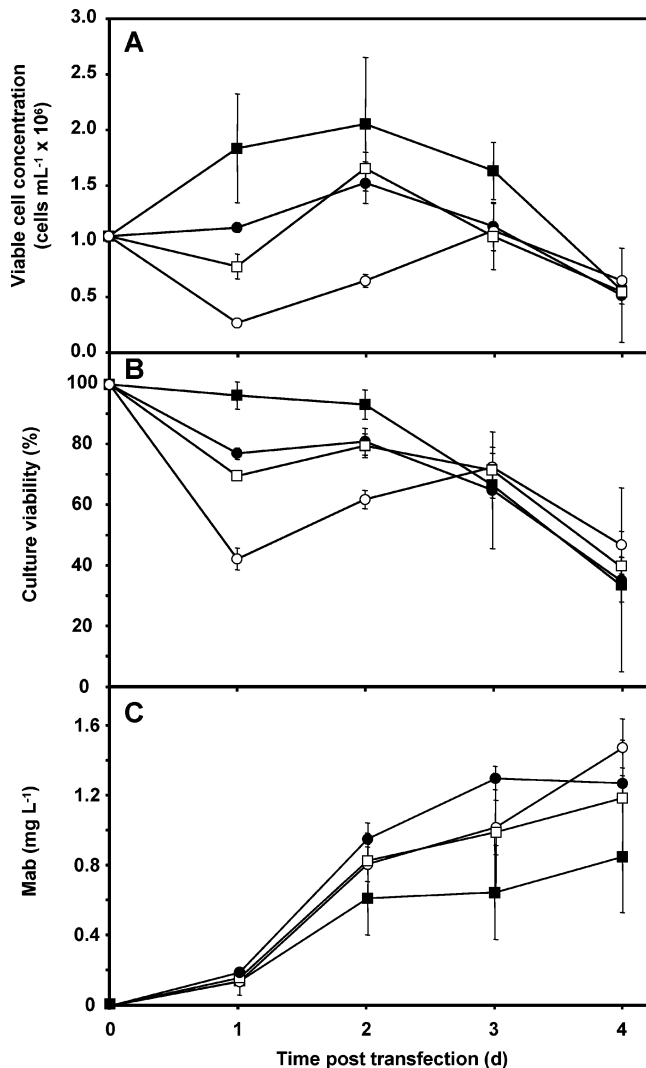 A
Viable cell concentration
(cells mL⁻¹ x 10⁶)
3.0
2.5
2.0
1.5
1.0
0.5
0.0
B
Culture viability (%)
100
80
60
40
20
0
C
Mab (mg L⁻¹)
1.6
1.2
0.8
0.4
0
0 1 2 3 4
Time post transfection (d)